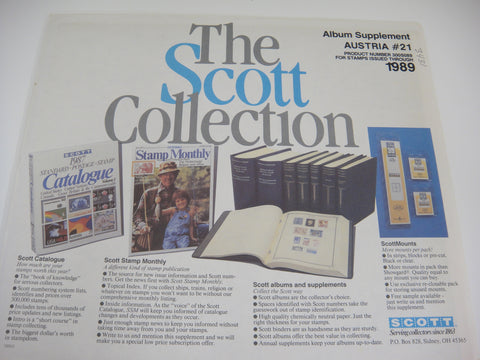 The
Scott
Collection
Album Supplement
AUSTRIA #21
PRODUCT NUMBER 300S089
FOR STAMPS ISSUED THROUGH
1989
SCOTT
STANDARD POSTAGE STAMP
Catalogue
Stamp Monthly
Scott Catalogue
How much are your
stamps worth this year?
• The "book of knowledge"
for serious collectors.
• Scott numbering system lists,
identifies and prices over
300,000 stamps.
• Includes tens of thousands of
price updates and new listings
• Intro is a "short course"
in stamp collecting.
• The biggest dollar's worth
in stampdom.
Scott Stamp Monthly
A different kind of stamp publication
• The source for new issue information and Scott num-
bers. Get the news first with Scott Stamp Monthly.
• Topical Index. If you collect ships, trains, religion or
whatever on stamps you won't want to be without our
comprehensive monthly listing.
• Inside information. As the "voice" of the Scott
Catalogue, SSM will keep you informed of catalogue
changes and developments as they occur.
• Just enough stamp news to keep you informed without
taking time away from you and your stamps.
• Write to us and mention this supplement and we will
make you a special low price subscription offer.
Scott albums and supplements
Collect the Scott way
• Scott albums are the collector's choice.
• Spaces identified with Scott numbers take the
guesswork out of stamp identification.
• High quality chemically neutral paper. Just the
right thickness for your stamps.
• Scott binders are as handsome as they are sturdy.
• Scott albums offer the best value in collecting.
• Annual supplements keep your album up-to-date.
ScottMounts
More mounts per pack!
• In strips, blocks or pre-cut.
Black or clear.
• More mounts in pack than
Showgard®. Quality equal to
any mount you can buy.
• Use exclusive re-closable pack
for storing unused mounts.
• Free sample available -
just write us and mention
this supplement.
SCOTT
Serving collectors since 1863
P.O. Box 828, Sidney, OH 45365